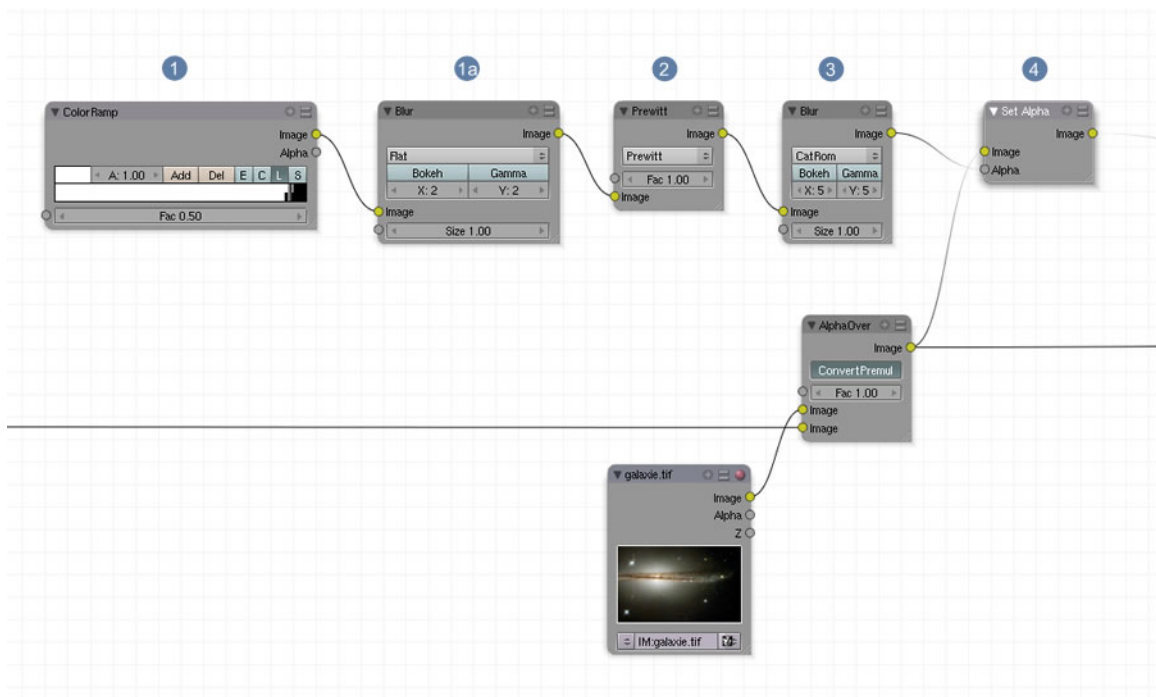 1
1a
2
3
4
ColorRamp
Image
Alpha
A: 1.00 Add Del E C L S
Fac 0.50
Blur
Image
Flat
Bokeh Gamma
X: 2 Y: 2
Image
Size 1.00
Prewitt
Image
Prewitt
Fac 1.00
Image
Blur
Image
CatRom
Bokeh Gamma
X: 5 Y: 5
Image
Size 1.00
Set Alpha
Image
Image
Alpha
AlphaOver
Image
ConvertPremul
Fac 1.00
Image
Image
galaxie.tif
Image
Alpha
Z
IM:galaxie.tif